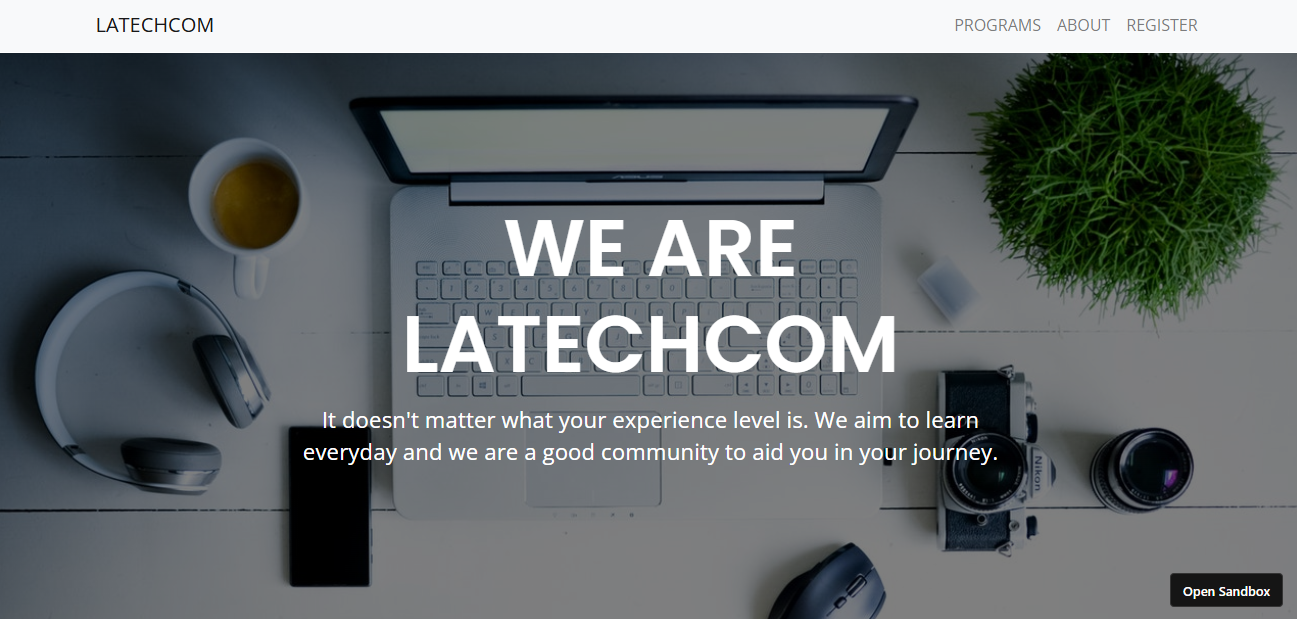 LATECHCOM
PROGRAMS ABOUT REGISTER
ASUS
WE ARE
LATECHCOM
It doesn't matter what your experience level is. We aim to learn
everyday and we are a good community to aid you in your journey.
Nikon
Open Sandbox